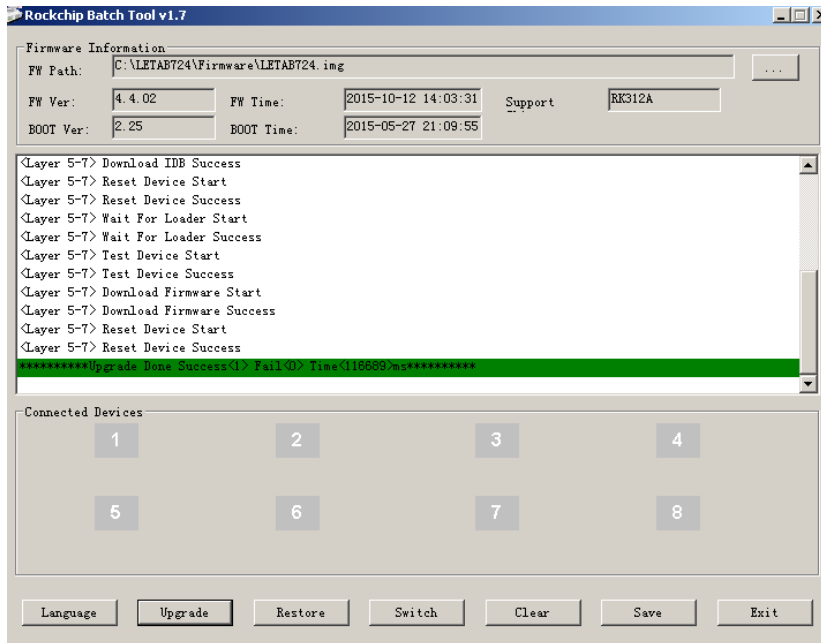 Rockchip Batch Tool v1.7
Firmware Information
FW Path: C:\LETAB724\Firmware\LETAB724.img ...
FW Ver: 4.4.02 FW Time: 2015-10-12 14:03:31 Support RK312A
BOOT Ver: 2.25 BOOT Time: 2015-05-27 21:09:55
<Layer 5-7> Download IDB Success
<Layer 5-7> Reset Device Start
<Layer 5-7> Reset Device Success
<Layer 5-7> Wait For Loader Start
<Layer 5-7> Wait For Loader Success
<Layer 5-7> Test Device Start
<Layer 5-7> Test Device Success
<Layer 5-7> Download Firmware Start
<Layer 5-7> Download Firmware Success
<Layer 5-7> Reset Device Start
<Layer 5-7> Reset Device Success
**********Upgrade Done Success<1> Fail<0> Time<116689>ms**********
Connected Devices
1 2 3 4
5 6 7 8
Language Upgrade Restore Switch Clear Save Exit